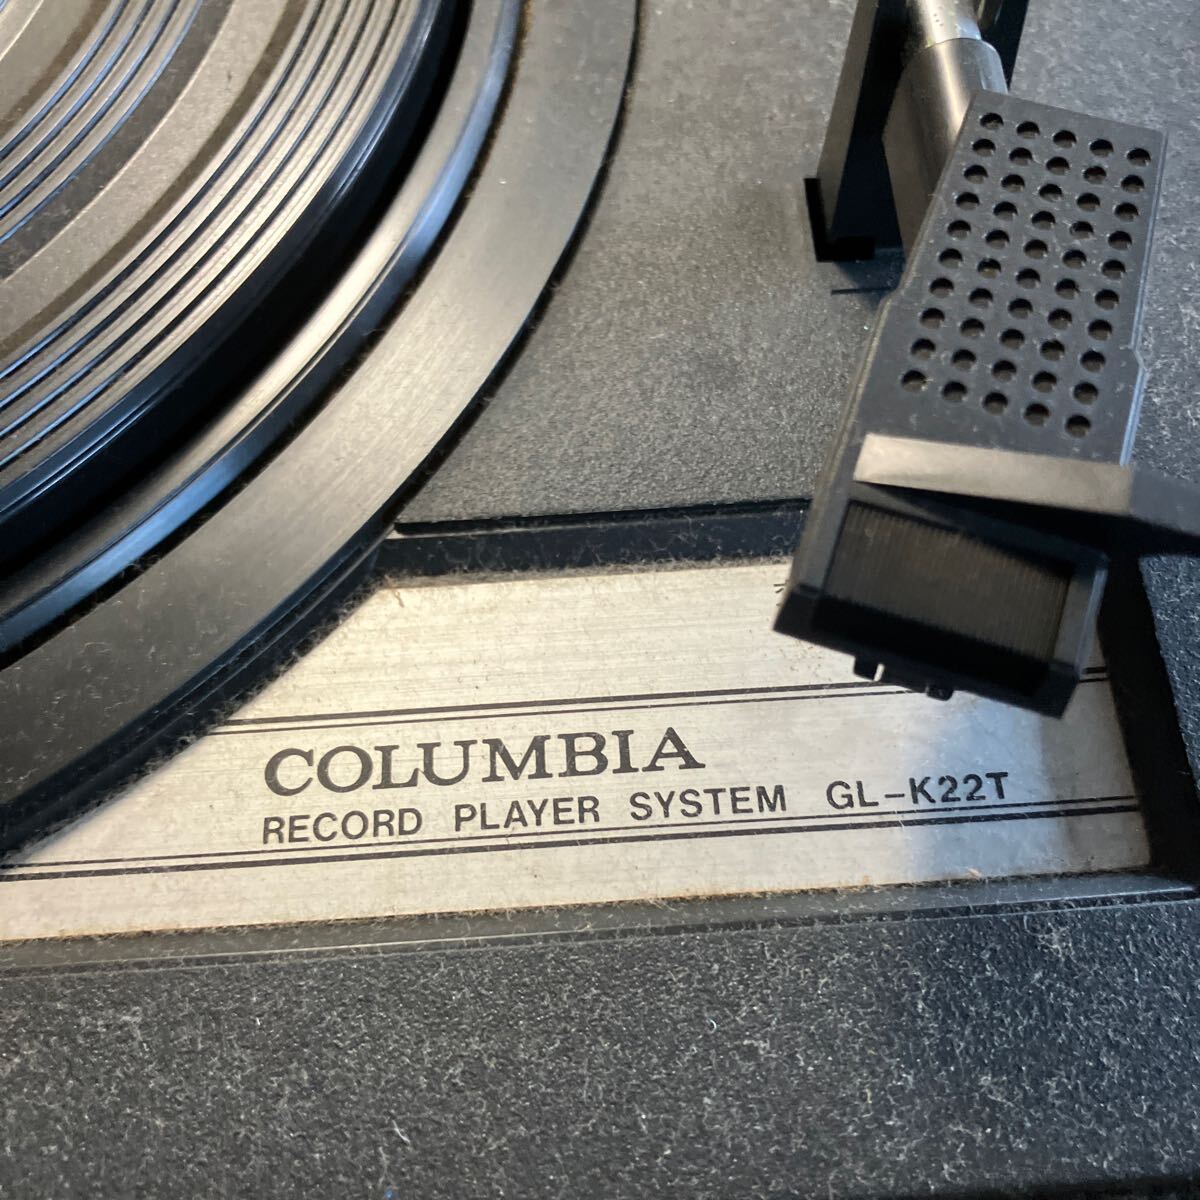 COLUMBIA
RECORD PLAYER SYSTEM GL-K22T